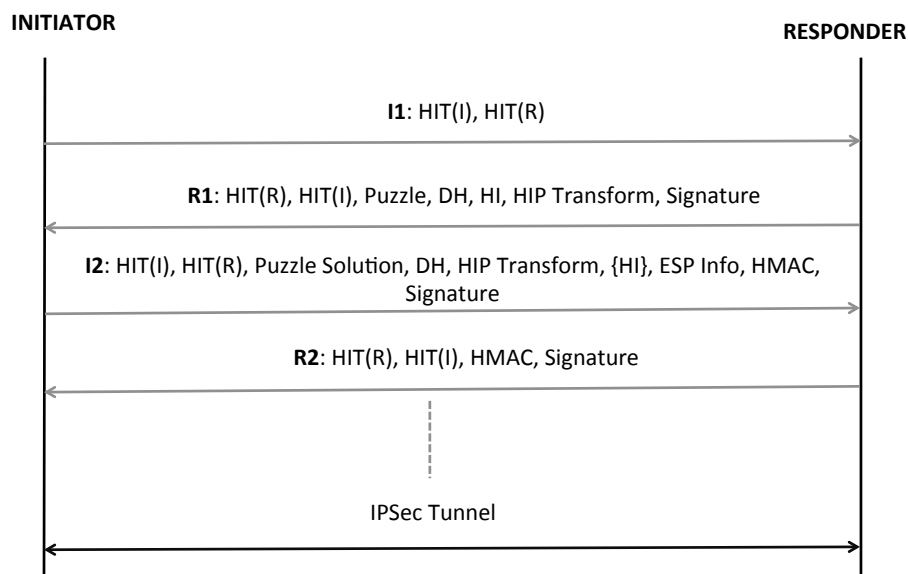 INITIATOR
RESPONDER
I1: HIT(I), HIT(R)
R1: HIT(R), HIT(I), Puzzle, DH, HI, HIP Transform, Signature
I2: HIT(I), HIT(R), Puzzle Solution, DH, HIP Transform, {HI}, ESP Info, HMAC,
Signature
R2: HIT(R), HIT(I), HMAC, Signature
IPSec Tunnel